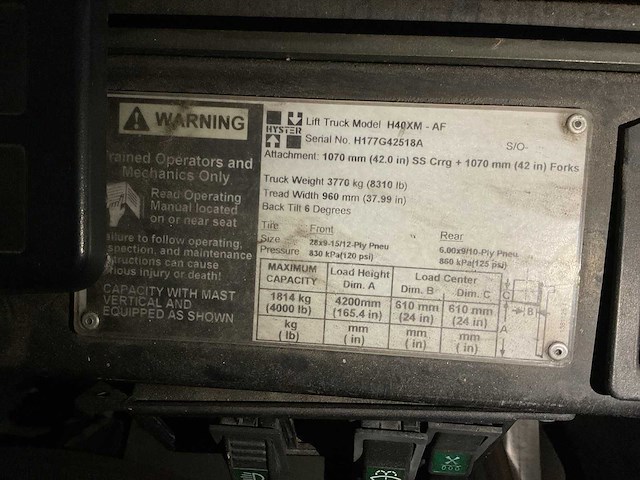 WARNING
rained Operators and
Mechanics Only
Read Operating
Manual located
on or near seat
ailure to follow operating,
spection, and maintenance
structions can cause
rious injury or death!
CAPACITY WITH MAST
VERTICAL AND
EQUIPPED AS SHOWN
HYSTER
Lift Truck Model H40XM - AF
Serial No. H177G42518A S/O-
Attachment: 1070 mm (42.0 in) SS Crrg + 1070 mm (42 in) Forks
Truck Weight 3770 kg (8310 lb)
Tread Width 960 mm (37.99 in)
Back Tilt 6 Degrees
Tire Front Rear
Size 28x9-15/12-Ply Pneu 6.00x9/10-Ply Pneu
Pressure 830 kPa(120 psi) 860 kPa(125 psi)
MAXIMUM CAPACITY Load Height Dim. A Load Center Dim. B Dim. C
1814 kg 4200mm 610 mm 610 mm
(4000 lb) (165.4 in) (24 in) (24 in)
kg mm mm mm
( lb) ( in) ( in) ( in)
C
B
A